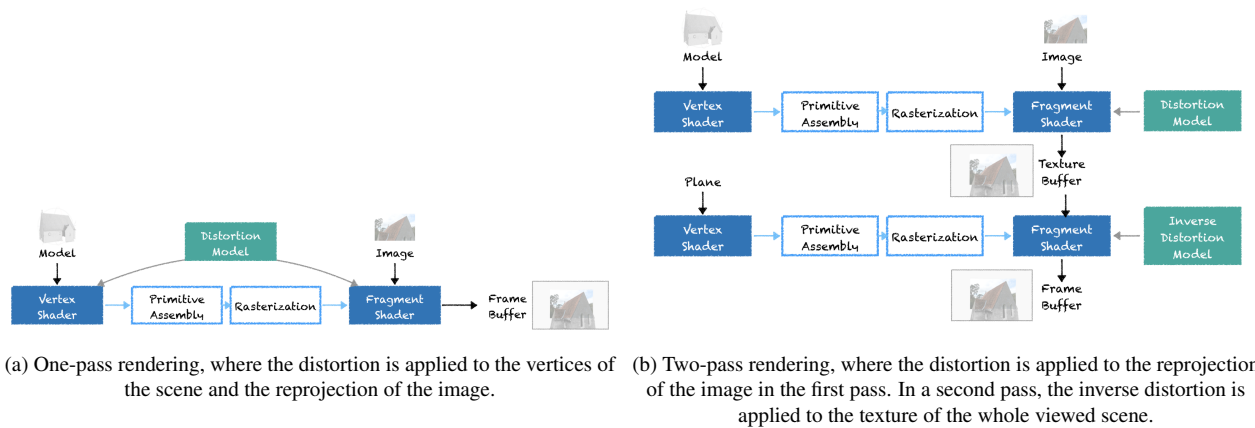 Model
Image
Distortion
Model
Vertex
Shader
Primitive
Assembly
Rasterization
Fragment
Shader
Frame
Buffer
(a) One-pass rendering, where the distortion is applied to the vertices of
the scene and the reprojection of the image.
Model
Image
Vertex
Shader
Primitive
Assembly
Rasterization
Fragment
Shader
Distortion
Model
Texture
Buffer
Plane
Vertex
Shader
Primitive
Assembly
Rasterization
Fragment
Shader
Inverse
Distortion
Model
Frame
Buffer
(b) Two-pass rendering, where the distortion is applied to the reprojection
of the image in the first pass. In a second pass, the inverse distortion is
applied to the texture of the whole viewed scene.